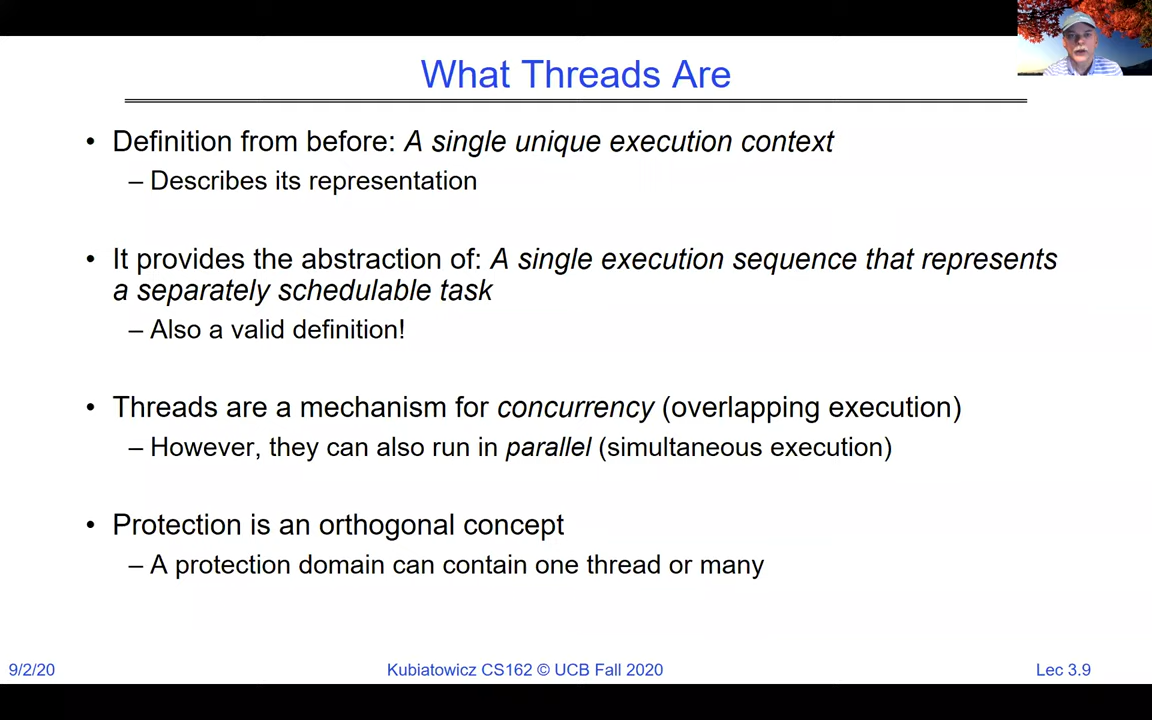 What Threads Are
• Definition from before: A single unique execution context
– Describes its representation
• It provides the abstraction of: A single execution sequence that represents
a separately schedulable task
– Also a valid definition!
• Threads are a mechanism for concurrency (overlapping execution)
– However, they can also run in parallel (simultaneous execution)
• Protection is an orthogonal concept
– A protection domain can contain one thread or many
9/2/20
Kubiatowicz CS162 © UCB Fall 2020
Lec 3.9